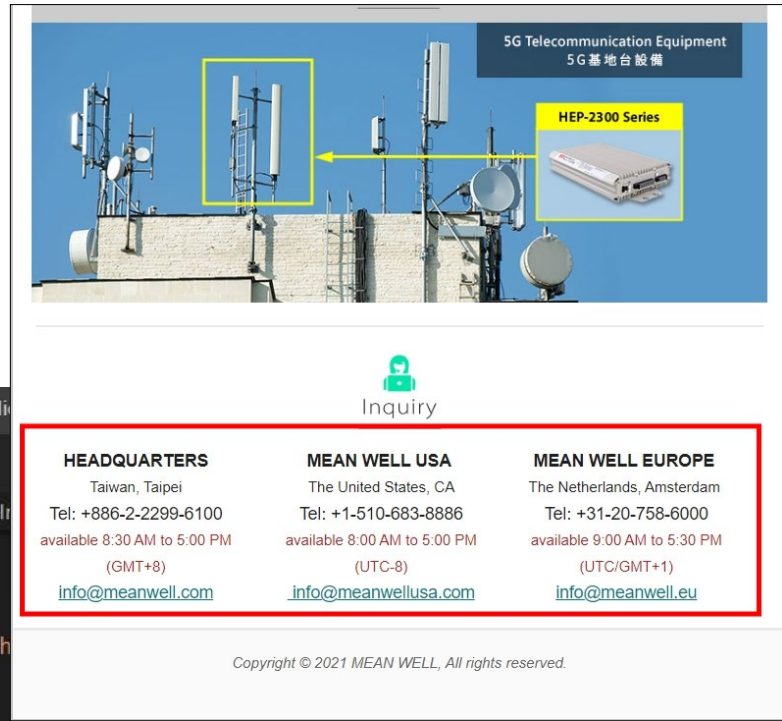 5G Telecommunication Equipment
5G基地台設備
HEP-2300 Series
Inquiry
HEADQUARTERS
Taiwan, Taipei
Tel: +886-2-2299-6100
available 8:30 AM to 5:00 PM
(GMT+8)
info@meanwell.com
MEAN WELL USA
The United States, CA
Tel: +1-510-683-8886
available 8:00 AM to 5:00 PM
(UTC-8)
info@meanwellusa.com
MEAN WELL EUROPE
The Netherlands, Amsterdam
Tel: +31-20-758-6000
available 9:00 AM to 5:30 PM
(UTC/GMT+1)
info@meanwell.eu
Copyright © 2021 MEAN WELL, All rights reserved.